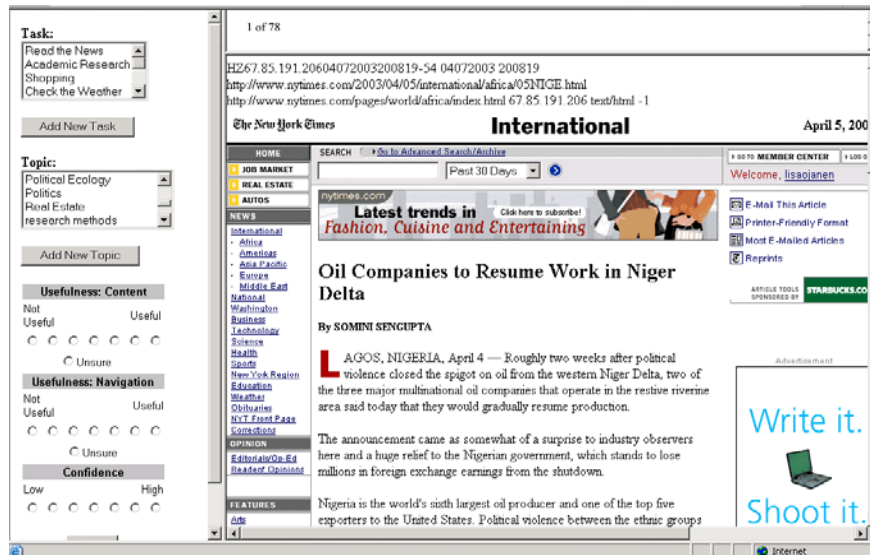 Task:
Read the News
Academic Research
Shopping
Check the Weather
Add New Task
Topic:
Political Ecology
Politics
Real Estate
research methods
Add New Topic
Usefulness: Content
Not Useful
Useful
Unsure
Usefulness: Navigation
Not Useful
Useful
Unsure
Confidence
Low High
1 of 78
HZ67.85.191.20604072003200819-54 04072003 200819
http://www.nytimes.com/2003/04/05/international/africa/05NIGE.html
http://www.nytimes.com/pages/world/africa/index.html 67.85.191.206 text/html -1
The New York Times International April 5, 200
HOME
JOB MARKET
REAL ESTATE
AUTOS
NEWS
International
- Africa
- Americas
- Asia Pacific
- Europe
- Middle East
National
Washington
Business
Technology
Science
Health
Sports
New York Region
Education
Weather
Obituaries
NYT Front Page
Corrections
OPINION
Editorials/Op-Ed
Readers' Opinions
FEATURES
Arts
SEARCH Go to Advanced Search/Archive
Past 30 Days
GO TO MEMBER CENTER LOG O
Welcome, lisaojanen
nytimes.com
Latest trends in
Click here to subscribe!
Fashion, Cuisine and Entertaining
E-Mail This Article
Printer-Friendly Format
Most E-Mailed Articles
Reprints
ARTICLE TOOLS
SPONSORED BY
STARBUCKS.CO
Oil Companies to Resume Work in Niger
Delta
By SOMINI SENGUPTA
LAGOS, NIGERIA, April 4 — Roughly two weeks after political
violence closed the spigot on oil from the western Niger Delta, two of
the three major multinational oil companies that operate in the restive riverine
area said today that they would gradually resume production.
The announcement came as somewhat of a surprise to industry observers
here and a huge relief to the Nigerian government, which stands to lose
millions in foreign exchange earnings from the shutdown.
Nigeria is the world's sixth largest oil producer and one of the top five
exporters to the United States. Political violence between the ethnic groups
Advertisement
Write it.
Shoot it.
Internet